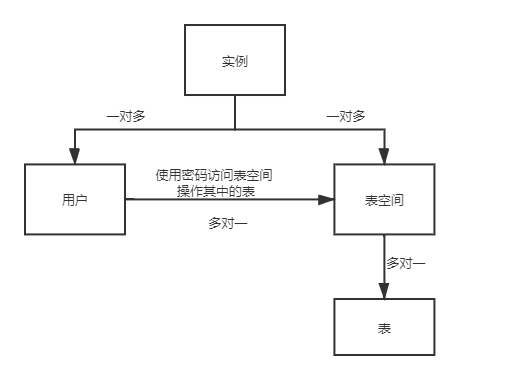 实例
一对多
一对多
用户
使用密码访问表空间
操作其中的表
多对一
表空间
多对一
表